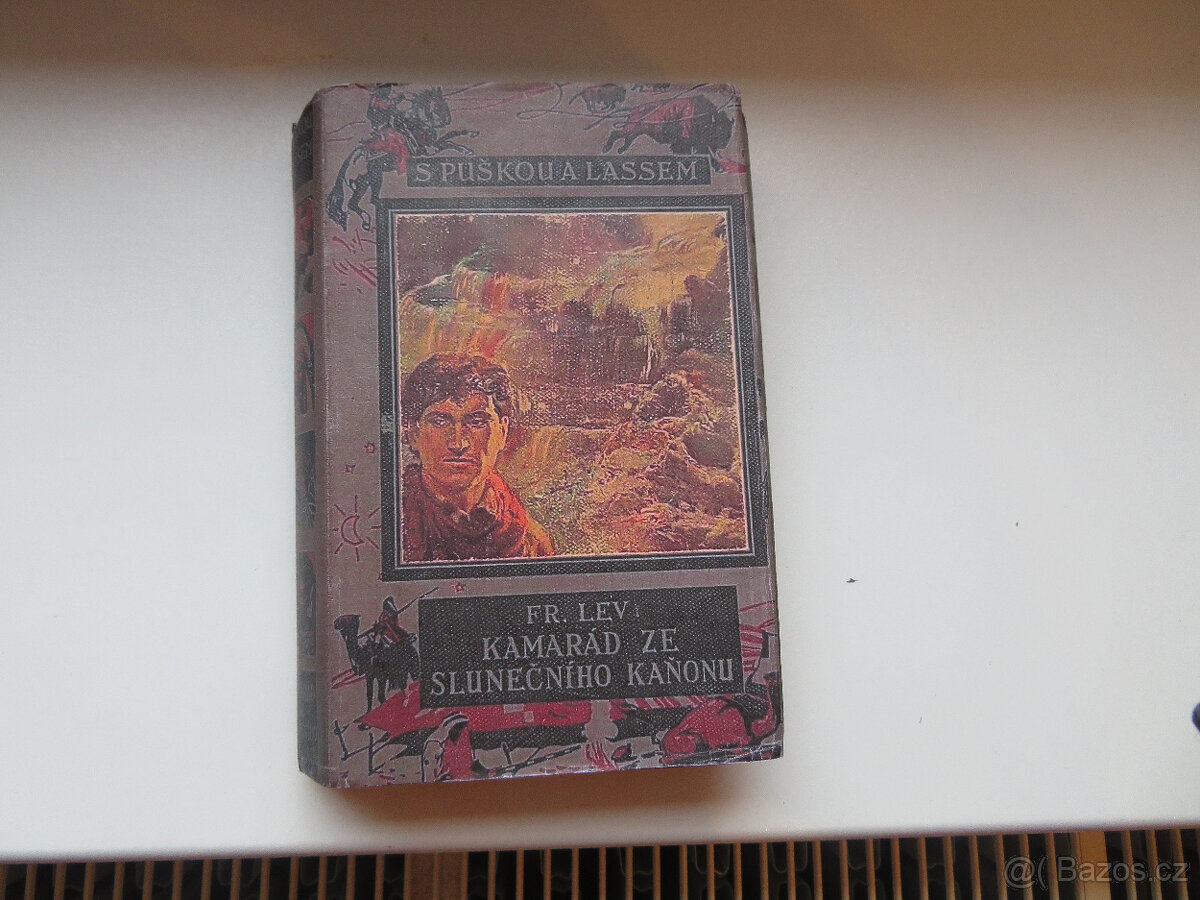 S PUŠKOU A LASSEM
FR. LEV:
KAMARÁD ZE
SLUNEČNÍHO KAŇONU
@( Bazos.cz